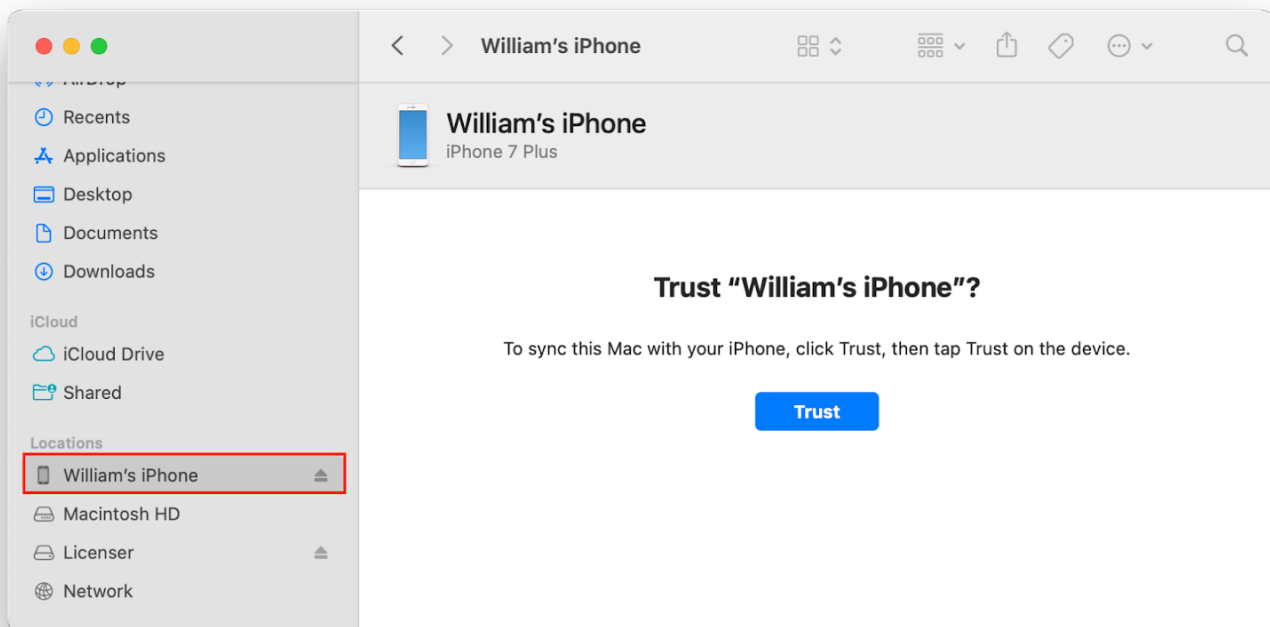 William’s iPhone
AirDrop
Recents
Applications
Desktop
Documents
Downloads
iCloud
iCloud Drive
Shared
Locations
William’s iPhone
Macintosh HD
Licenser
Network
William’s iPhone
iPhone 7 Plus
Trust “William’s iPhone”?
To sync this Mac with your iPhone, click Trust, then tap Trust on the device.
Trust